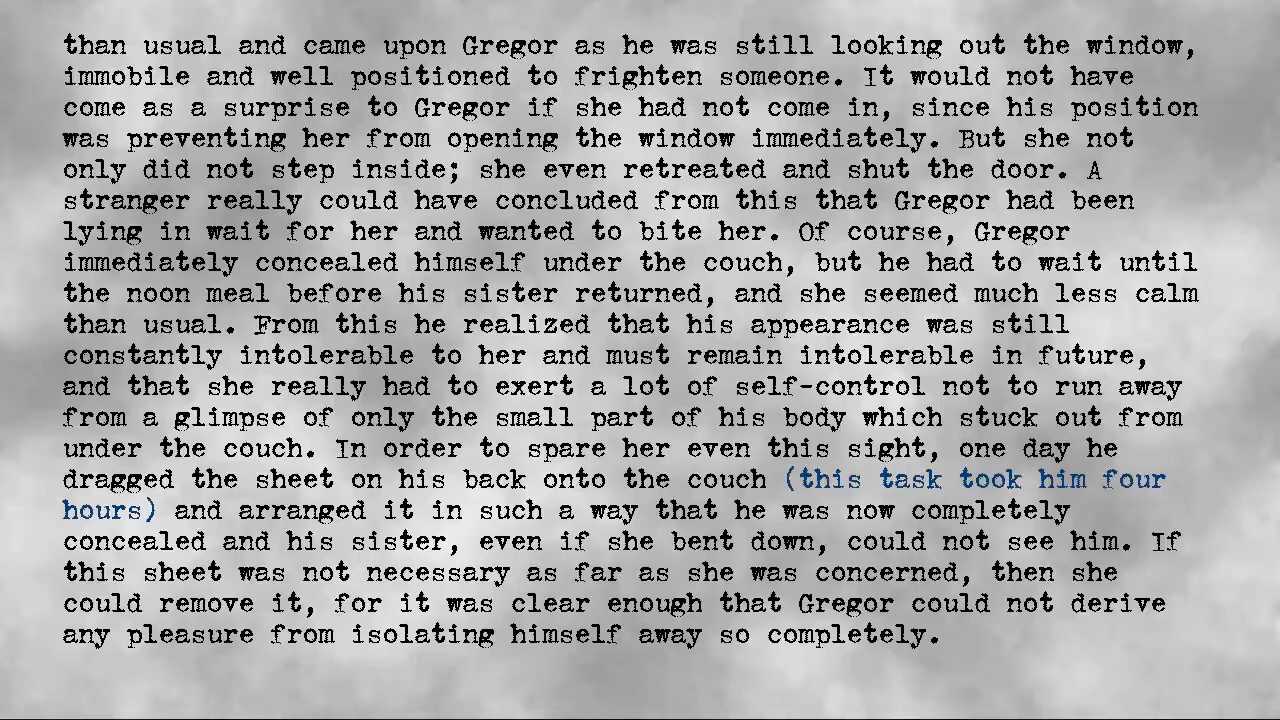 than usual and came upon Gregor as he was still looking out the window,
immobile and well positioned to frighten someone. It would not have
come as a surprise to Gregor if she had not come in, since his position
was preventing her from opening the window immediately. But she not
only did not step inside; she even retreated and shut the door. A
stranger really could have concluded from this that Gregor had been
lying in wait for her and wanted to bite her. Of course, Gregor
immediately concealed himself under the couch, but he had to wait until
the noon meal before his sister returned, and she seemed much less calm
than usual. From this he realized that his appearance was still
constantly intolerable to her and must remain intolerable in future,
and that she really had to exert a lot of self-control not to run away
from a glimpse of only the small part of his body which stuck out from
under the couch. In order to spare her even this sight, one day he
dragged the sheet on his back onto the couch (this task took him four
hours) and arranged it in such a way that he was now completely
concealed and his sister, even if she bent down, could not see him. If
this sheet was not necessary as far as she was concerned, then she
could remove it, for it was clear enough that Gregor could not derive
any pleasure from isolating himself away so completely.